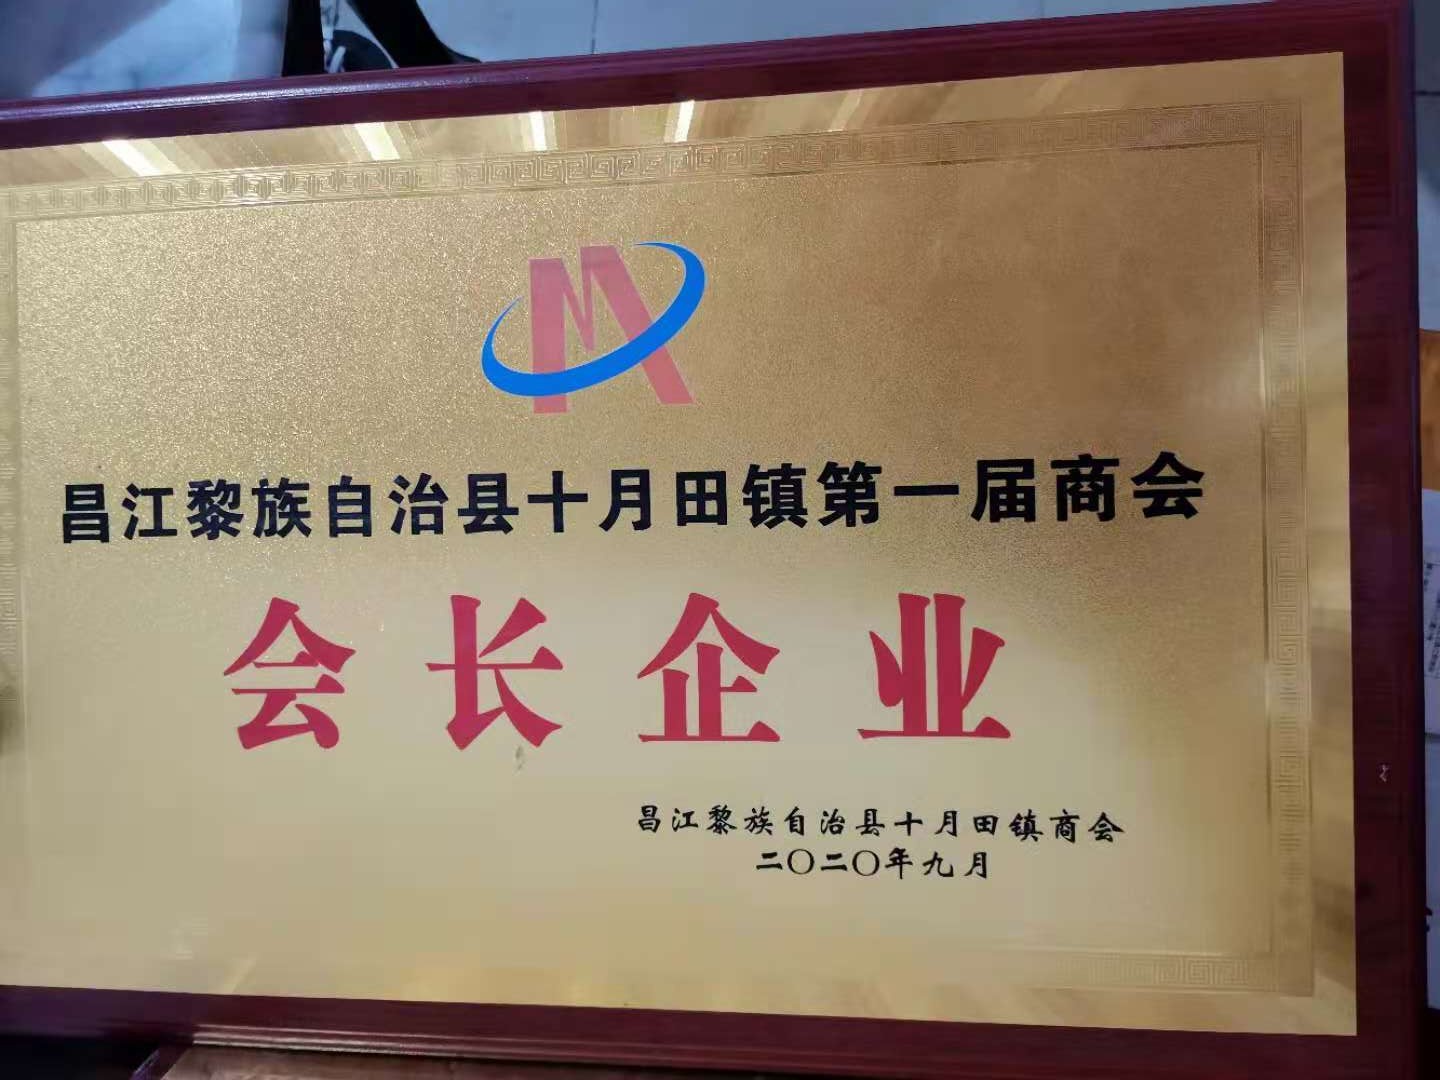 昌江黎族自治县十月田镇第一届商会
会长企业
昌江黎族自治县十月田镇商会
二〇二〇年九月